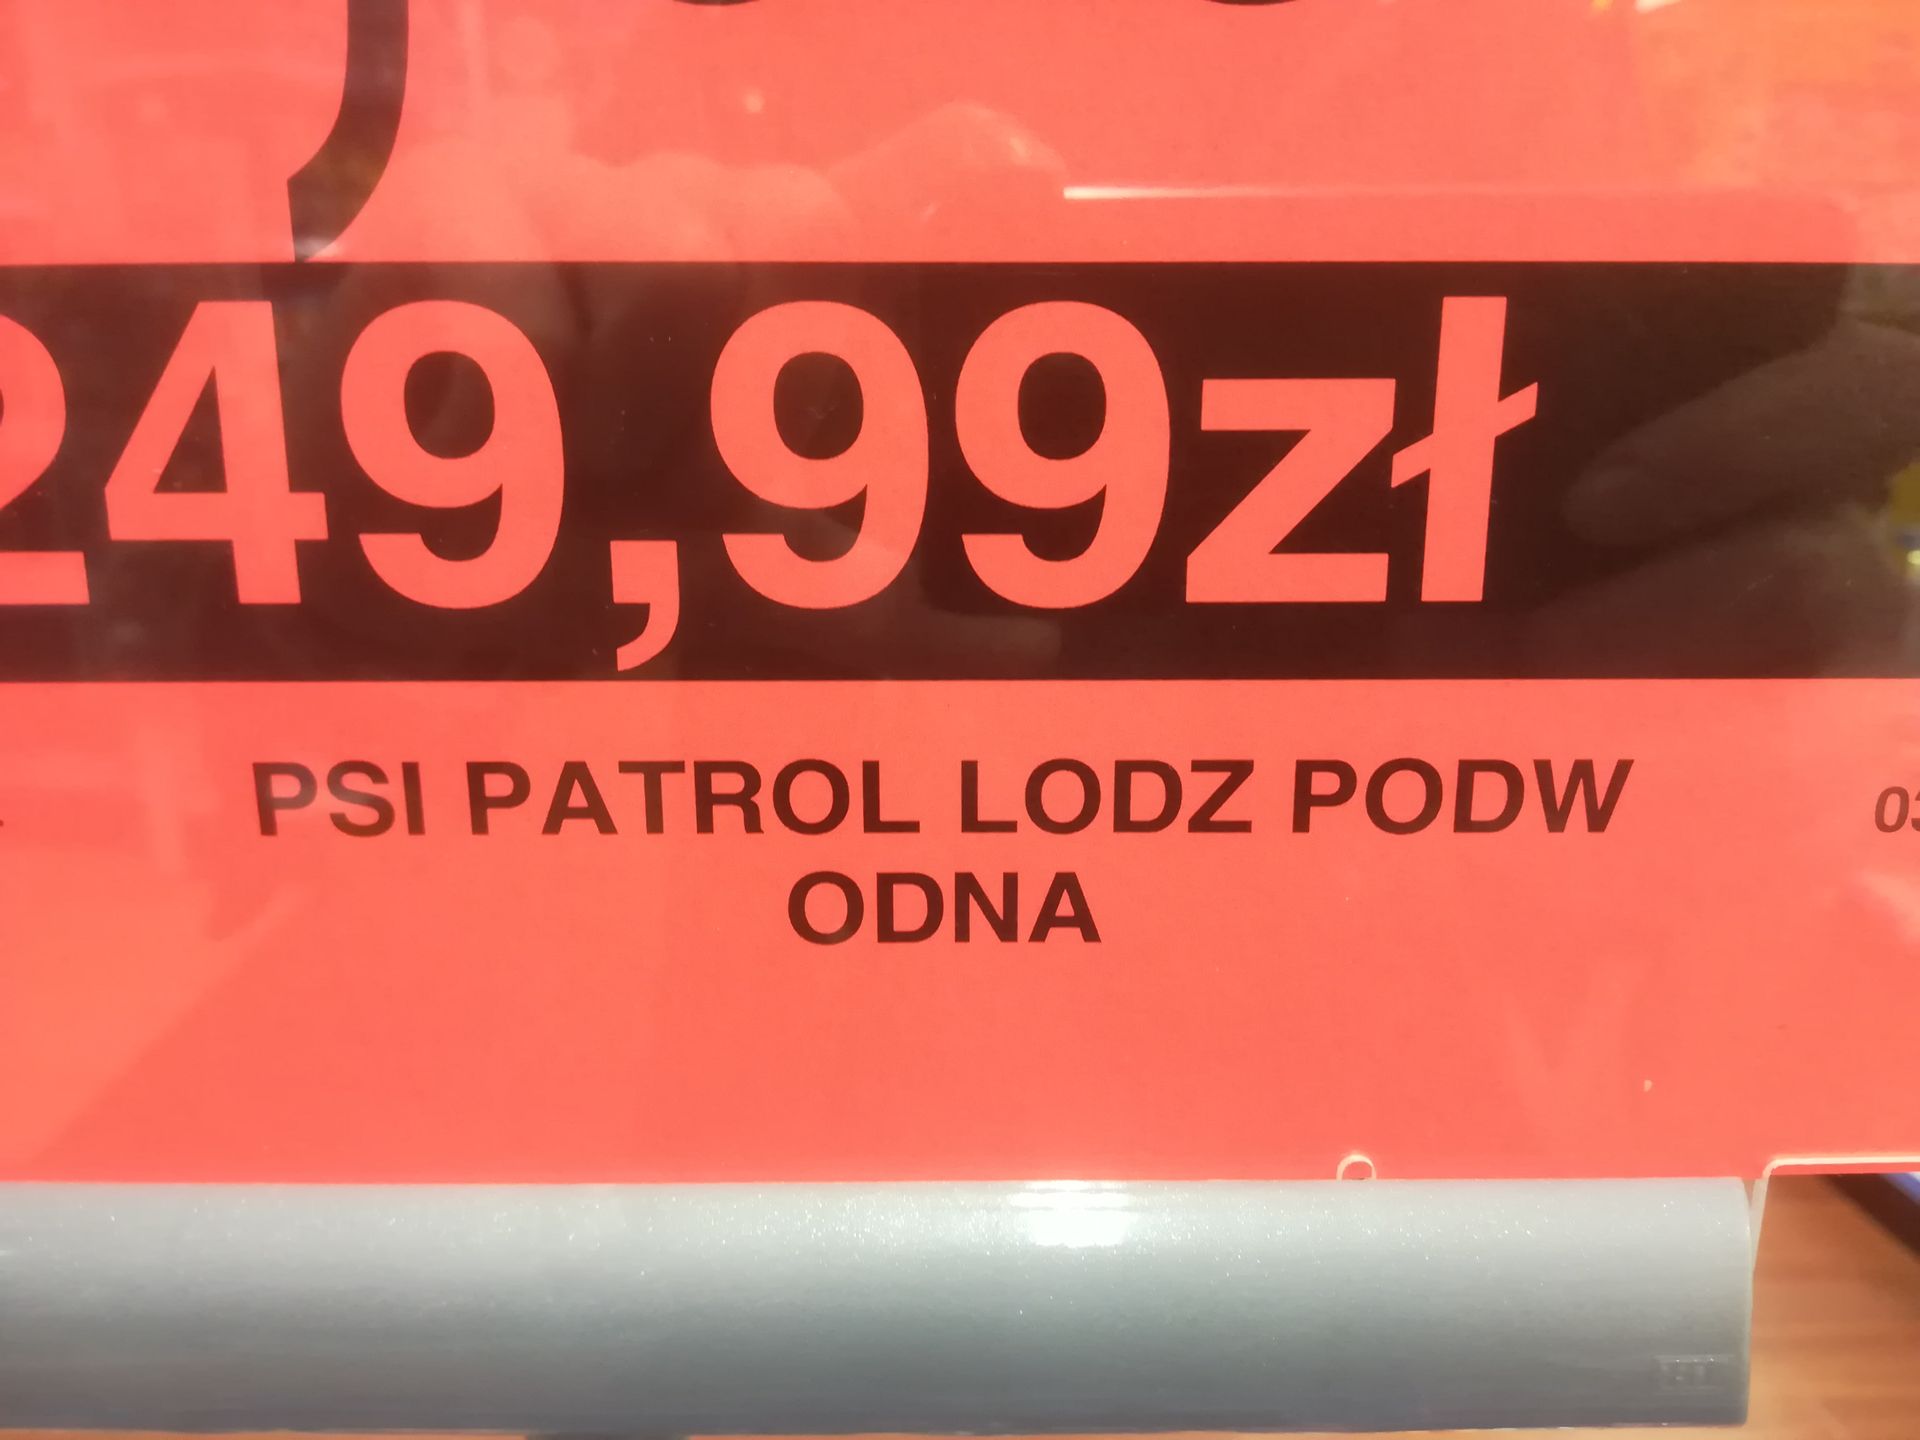 249,99zł
PSI PATROL LODZ PODW
ODNA